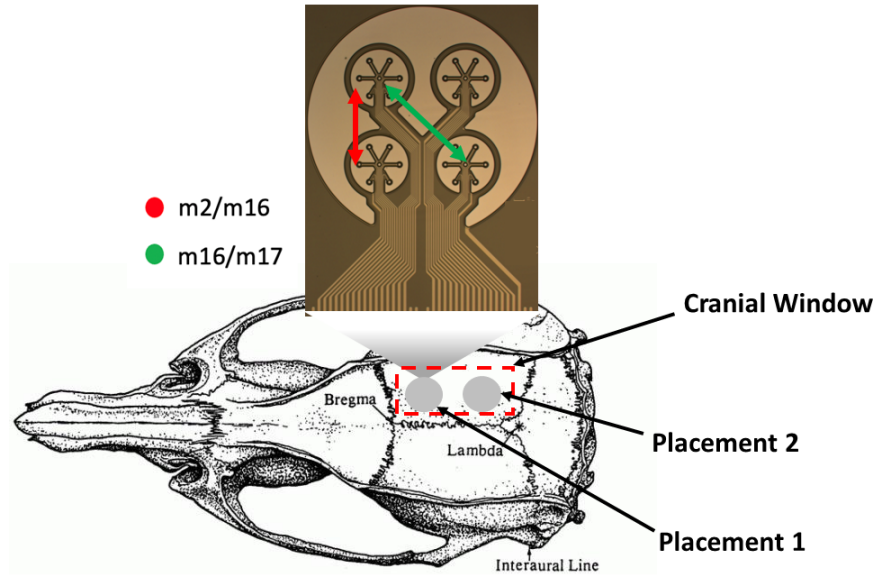 m2/m16
m16/m17
Cranial Window
Bregma
Lambda
Placement 2
Placement 1
Interaural Line